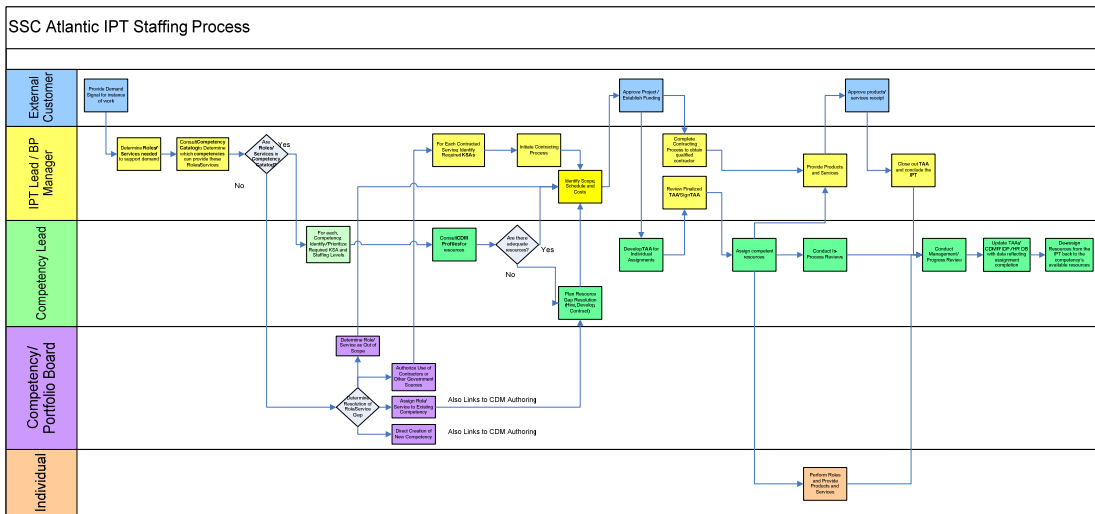 SSC Atlantic IPT Staffing Process
External
Customer
Provide Demand
Signal for instance
of work
Approve Project /
Establish Funding
Approve products/
services receipt
IPT Lead / BP
Manager
Determine Roles/
Services needed
to support demand
Consult Competency
Catalog: Determine
which competencies
can provide these
Roles/Services
Are
Roles/
Services in
Competency
Catalog?
Yes
No
For Each Contracted
Service Identify
Required KSAs
Initiate Contracting
Process
Identify Scope,
Schedule and
Costs
Complete
Contracting
Process to obtain
qualified
contractor
Review Finalized
TAA/Sign TAA
Provide Products
and Services
Close out TAA
and conclude the
IPT
Competency Lead
For each,
Competency
Identify/Prioritize
Required KSA and
Staffing Levels
Consult CDM
Profiles for
resources
Are there
adequate
resources?
Yes
No
Plan Resource
Gap Resolution
(Hire, Develop,
Contract)
Develop TAA for
Individual
Assignments
Assign competent
resources
Conduct In-
Process Reviews
Conduct
Management/
Progress Review
Update TAAs/
CDMP/IDP/HR DB
with data reflecting
assignment
completion
De-assign
Resources from the
IPT back to the
competency's
available resources
Competency/
Portfolio Board
Determine Role/
Service as Out of
Scope
Determine
Resolution of
Role/Service
Gap
Authorize Use of
Contractors or
Other Government
Sources
Assign Role/
Service to Existing
Competency
Also Links to CDM Authoring
Direct Creation of
New Competency
Also Links to CDM Authoring
Individual
Perform Roles
and Provide
Products and
Services